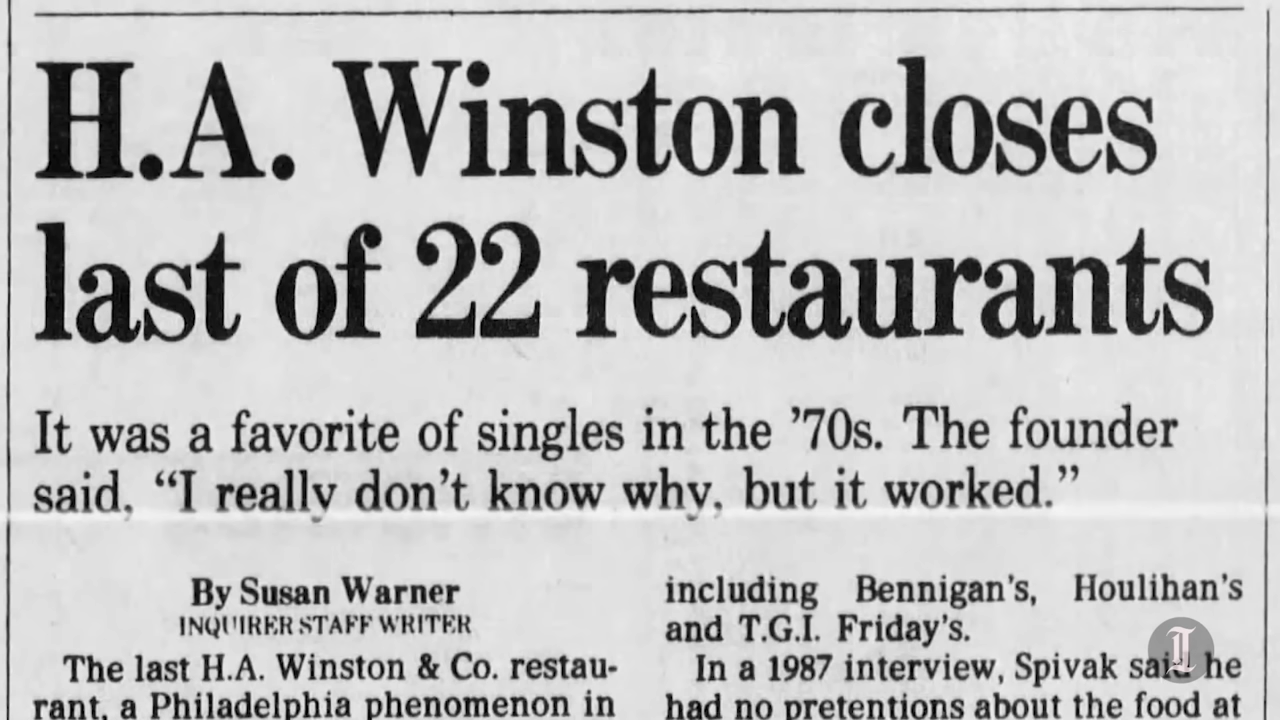 H.A. Winston closes
last of 22 restaurants
It was a favorite of singles in the ’70s. The founder
said, “I really don’t know why, but it worked.”
By Susan Warner
INQUIRER STAFF WRITER
The last H.A. Winston & Co. restau-
rant, a Philadelphia phenomenon in
including Bennigan’s, Houlihan’s
and T.G.I. Friday’s.
In a 1987 interview, Spivak said he
had no pretentions about the food at